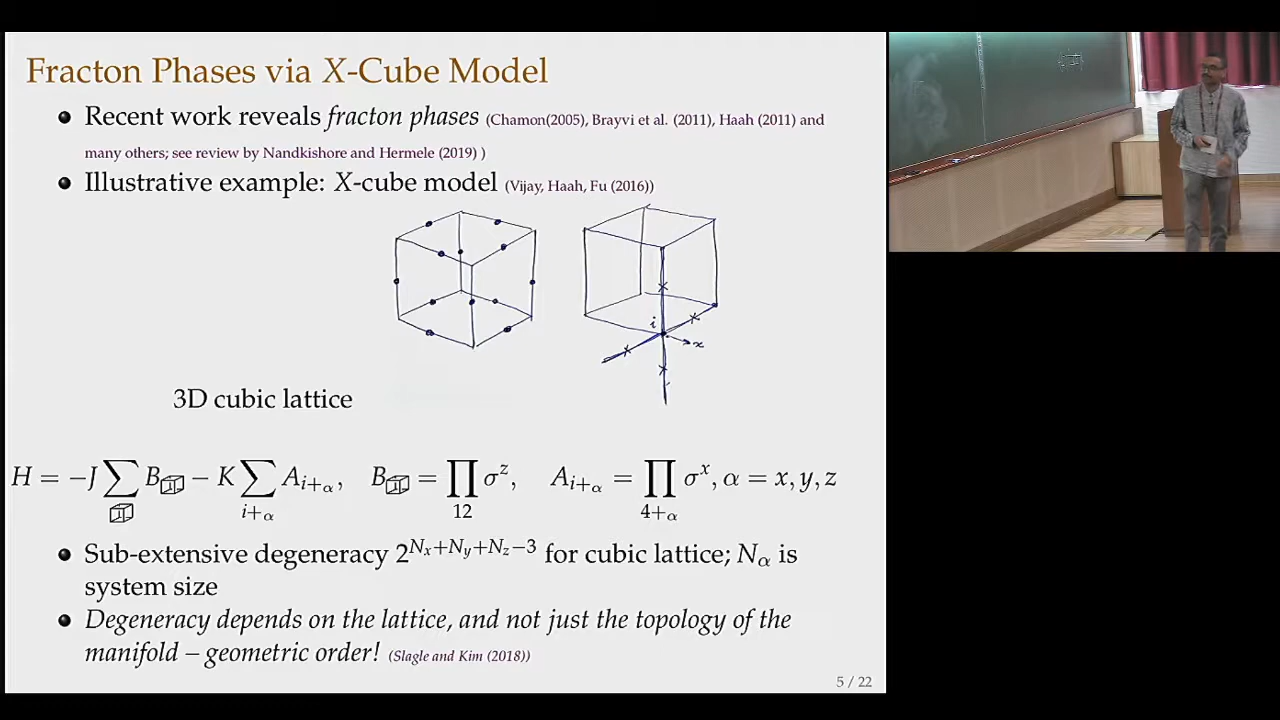 Fracton Phases via X-Cube Model
• Recent work reveals fracton phases (Chamon(2005), Brayvi et al. (2011), Haah (2011) and
many others; see review by Nandkishore and Hermele (2019) )
• Illustrative example: X-cube model (Vijay, Haah, Fu (2016))
i
x
3D cubic lattice
H = −J ∑ B − K ∑ A_{i+α}, B = ∏ σ^z, A_{i+α} = ∏ σ^x, α = x, y, z
i+α 12 4+α
• Sub-extensive degeneracy 2^{N_x+N_y+N_z−3} for cubic lattice; N_α is
system size
• Degeneracy depends on the lattice, and not just the topology of the
manifold – geometric order! (Slagle and Kim (2018))
5 / 22